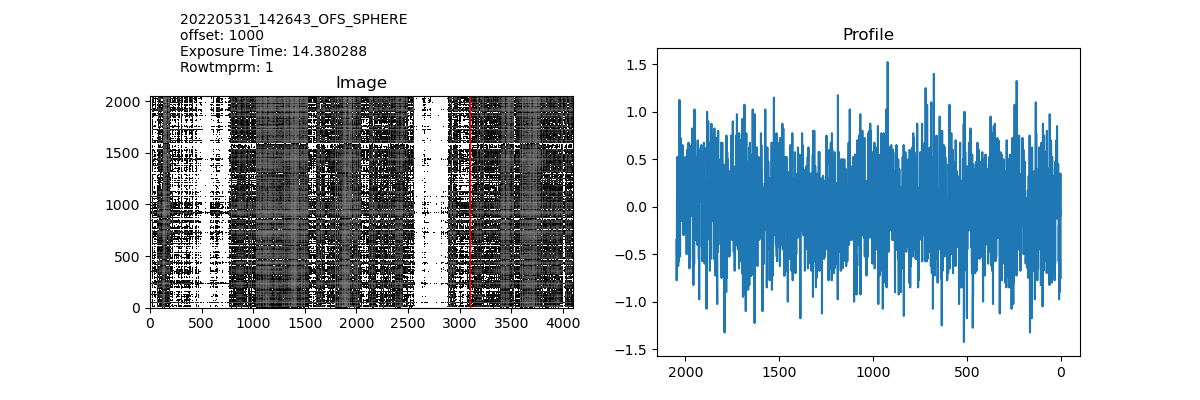 20220531_142643_OFS_SPHERE
offset: 1000
Exposure Time: 14.380288
Rowtmprm: 1
Image
2000
1500
1000
500
0
0 500 1000 1500 2000 2500 3000 3500 4000
Profile
1.5
1.0
0.5
0.0
−0.5
−1.0
−1.5
2000 1500 1000 500 0